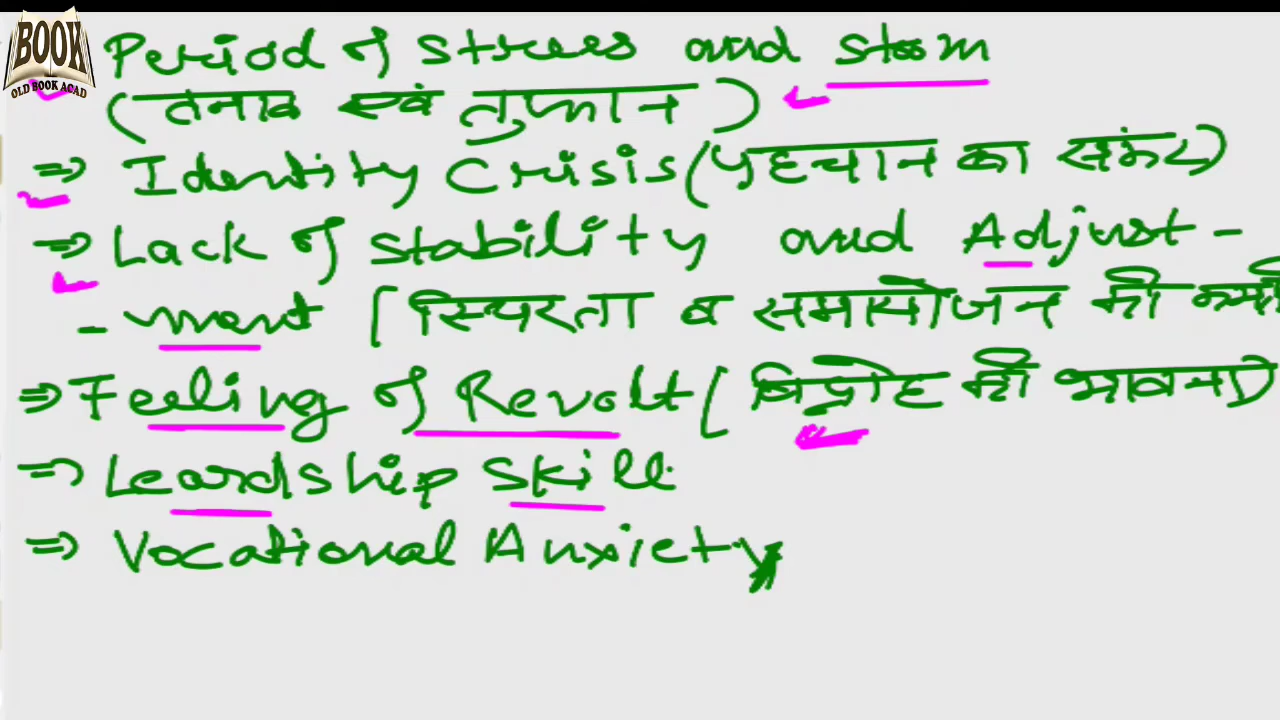 BOOK
OLD BOOK ACAD
Period of stress and storm
(तनाव एवं तुफान)
⇒ Identity Crisis (पहचान का संकट)
⇒ Lack of stability and Adjust-
-ment [स्थिरता व समायोजन की कमी
⇒ Feeling of Revolt (विद्रोह की भावना)
⇒ Leardship Skill
⇒ Vocational Anxiety